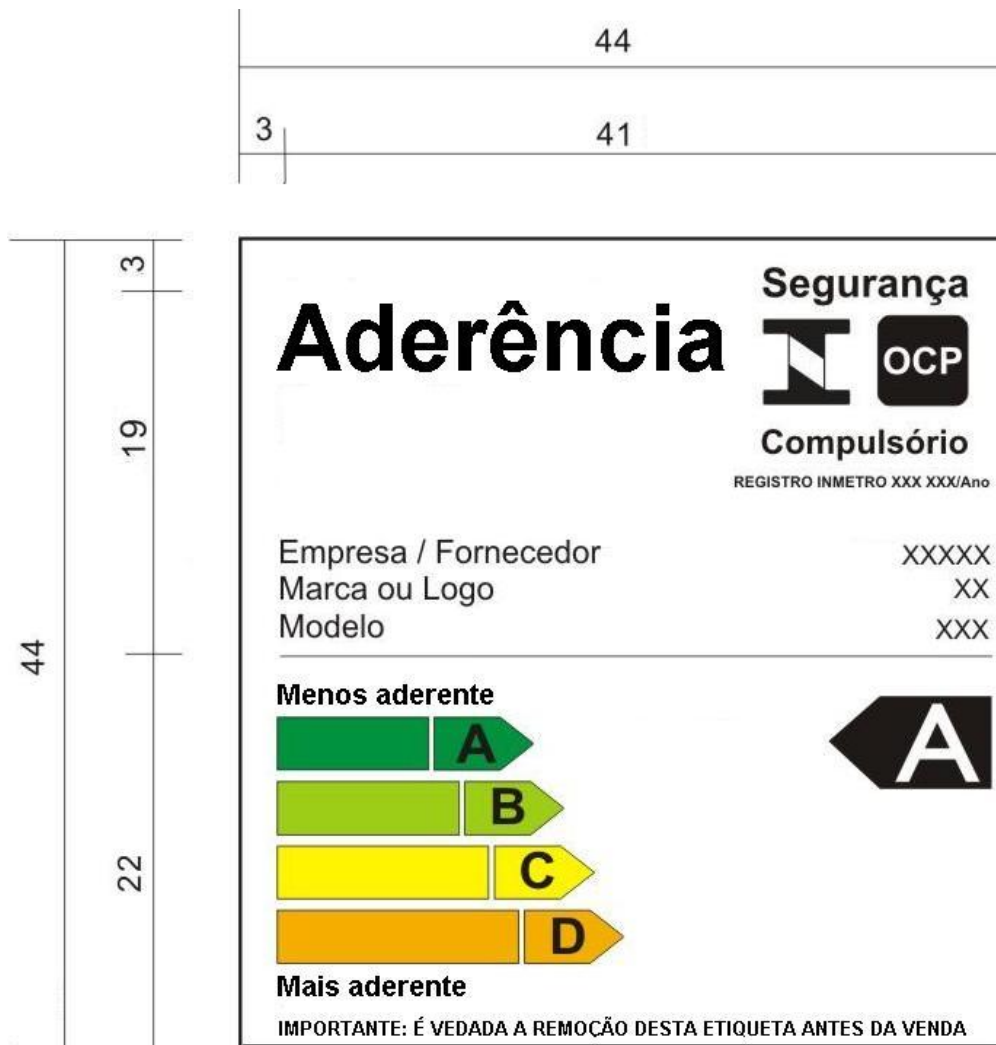 44
3 41
3
19
44
22
Aderência
Segurança
N OCP
Compulsório
REGISTRO INMETRO XXX XXX/Ano
Empresa / Fornecedor XXXXX
Marca ou Logo XX
Modelo XXX
Menos aderente
A A
B
C
D
Mais aderente
IMPORTANTE: É VEDADA A REMOÇÃO DESTA ETIQUETA ANTES DA VENDA